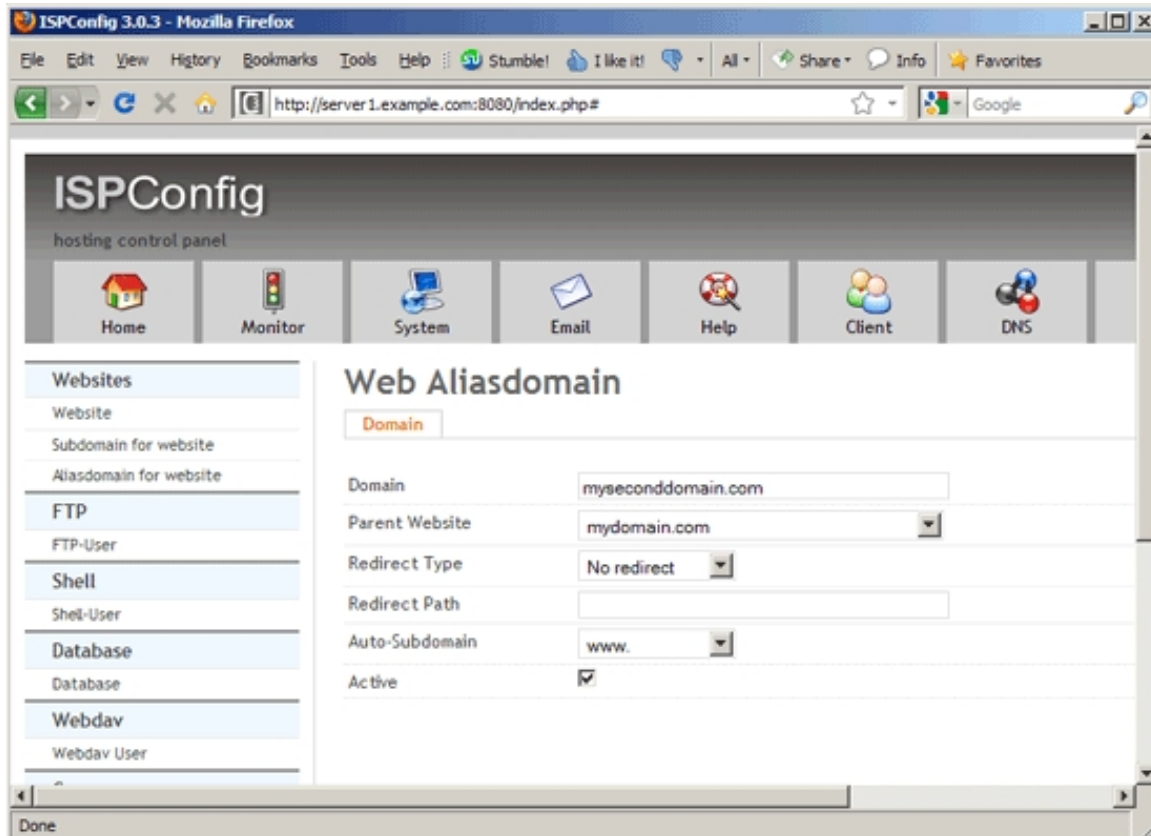 ISPConfig 3.0.3 - Mozilla Firefox
File Edit View History Bookmarks Tools Help Stumble! I like it! All Share Info Favorites
http://server1.example.com:8080/index.php# Google
ISPConfig
hosting control panel
Home Monitor System Email Help Client DNS
Websites
Website
Subdomain for website
Aliasdomain for website
FTP
FTP-User
Shell
Shell-User
Database
Database
Webdav
Webdav User
Web Aliasdomain
Domain
Domain myseconddomain.com
Parent Website mydomain.com
Redirect Type No redirect
Redirect Path
Auto-Subdomain www.
Active
Done